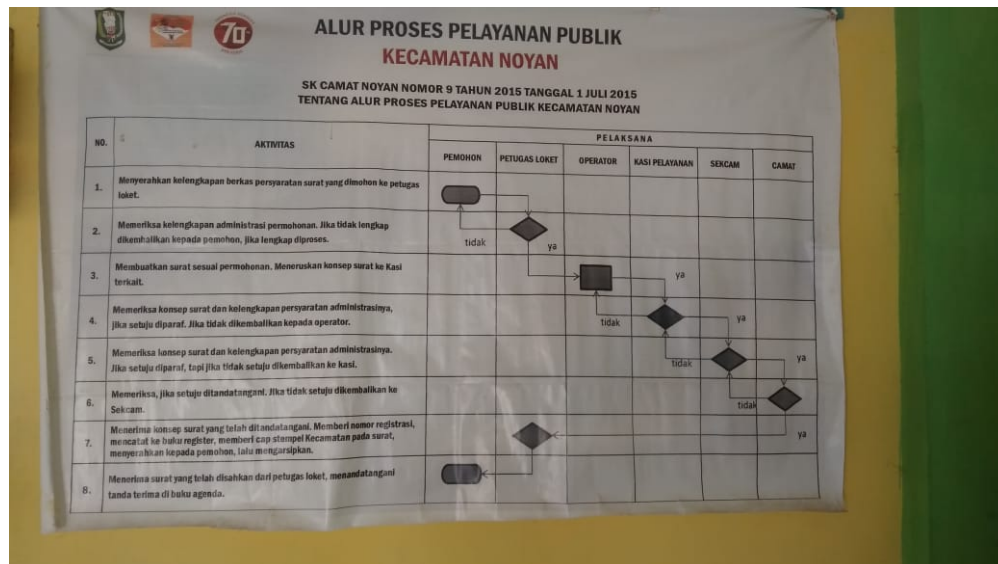 70
ALUR PROSES PELAYANAN PUBLIK
KECAMATAN NOYAN
SK CAMAT NOYAN NOMOR 9 TAHUN 2015 TANGGAL 1 JULI 2015
TENTANG ALUR PROSES PELAYANAN PUBLIK KECAMATAN NOYAN
NO.
AKTIVITAS
PELAKSANA
PEMOHON
PETUGAS LOKET
OPERATOR
KASI PELAYANAN
SEKCAM
CAMAT
1.
Menyerahkan kelengkapan berkas persyaratan surat yang dimohon ke petugas
loket.
2.
Memeriksa kelengkapan administrasi permohonan. Jika tidak lengkap
dikembalikan kepada pemohon, jika lengkap diproses.
tidak
ya
3.
Membuatkan surat sesuai permohonan. Meneruskan konsep surat ke Kasi
terkait.
ya
4.
Memeriksa konsep surat dan kelengkapan persyaratan administrasinya,
jika setuju diparaf. Jika tidak dikembalikan kepada operator.
tidak
ya
5.
Memeriksa konsep surat dan kelengkapan persyaratan administrasinya.
Jika setuju diparaf, tapi jika tidak setuju dikembalikan ke kasi.
tidak
ya
6.
Memeriksa, jika setuju ditandatangani. Jika tidak setuju dikembalikan ke
Sekcam.
tidak
7.
Menerima konsep surat yang telah ditandatangani. Memberi nomor registrasi,
mencatat ke buku register, memberi cap stempel Kecamatan pada surat,
menyerahkan kepada pemohon, lalu mengarsipkan.
ya
8.
Menerima surat yang telah disahkan dari petugas loket, menandatangani
tanda terima di buku agenda.